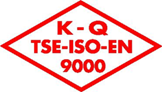 K - Q
TSE-ISO-EN
9000